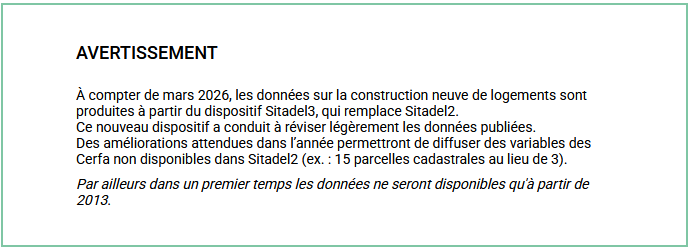 AVERTISSEMENT
À compter de mars 2026, les données sur la construction neuve de logements sont
produites à partir du dispositif Sitadel3, qui remplace Sitadel2.
Ce nouveau dispositif a conduit à réviser légèrement les données publiées.
Des améliorations attendues dans l’année permettront de diffuser des variables des
Cerfa non disponibles dans Sitadel2 (ex. : 15 parcelles cadastrales au lieu de 3).
Par ailleurs dans un premier temps les données ne seront disponibles qu'à partir de
2013.